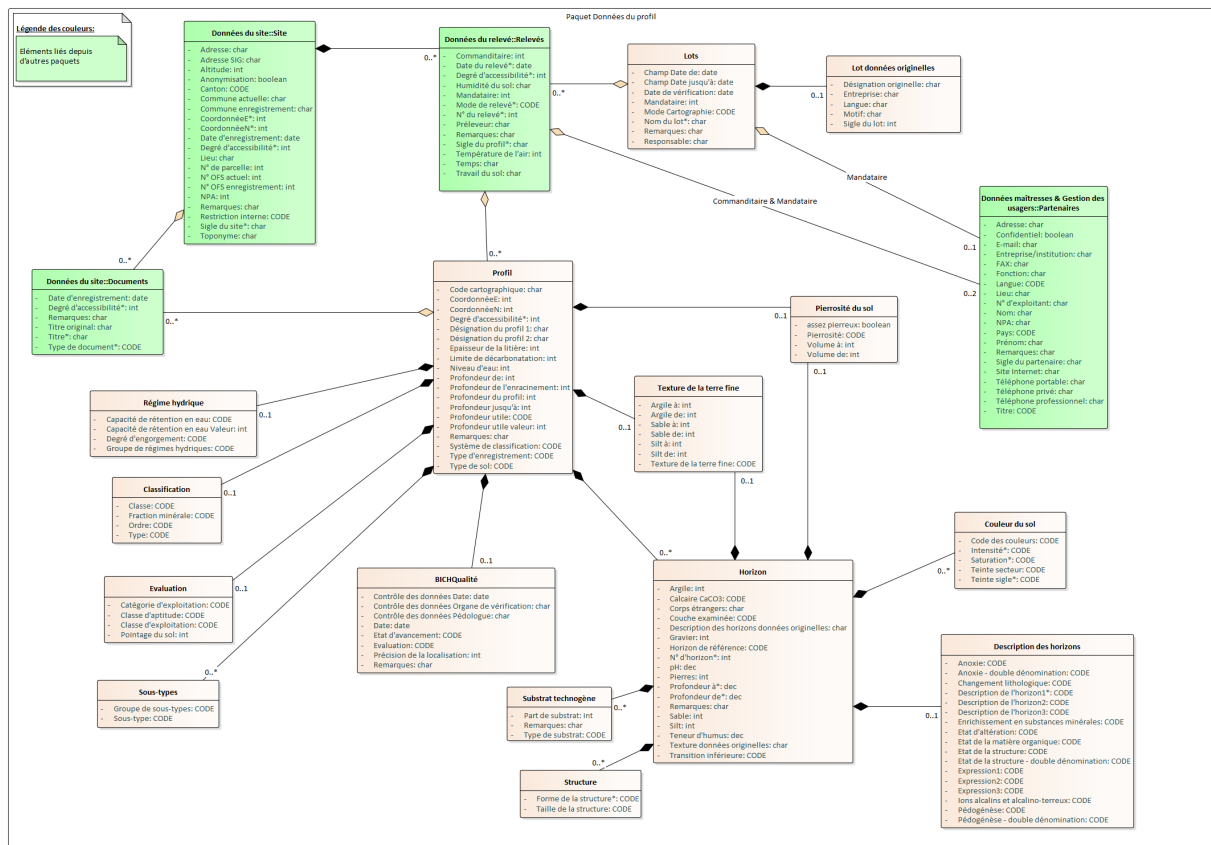 Paquet Données du profil
Légende des couleurs:
Eléments liés depuis
d'autres paquets
Données du site::Site
- Adresse: char
- Adresse SIG: char
- Altitude: int
- Anonymisation: boolean
- Canton: CODE
- Commune actuelle: char
- Commune enregistrement: char
- CoordonnéeE*: int
- CoordonnéeN*: int
- Date d'enregistrement: date
- Degré d'accessibilité*: int
- Lieu: char
- N° de parcelle: int
- N° OFS actuel: int
- N° OFS enregistrement: int
- NPA: int
- Remarques: char
- Restriction interne: CODE
- Sigle du site*: char
- Toponyme: char
0..*
Données du relevé::Relevés
- Commanditaire: int
- Date du relevé*: date
- Degré d'accessibilité*: int
- Humidité du sol: char
- Mandataire: int
- Mode de relevé*: CODE
- N° du relevé*: int
- Préleveur: char
- Remarques: char
- Sigle du profil*: char
- Température de l'air: int
- Temps: char
- Travail du sol: char
0..*
Lots
- Champ Date de: date
- Champ Date jusqu'à: date
- Date de vérification: date
- Mandataire: int
- Mode Cartographie: CODE
- Nom du lot*: char
- Remarques: char
- Responsable: char
0..1
Lot données originelles
- Désignation originelle: char
- Entreprise: char
- Langue: char
- Motif: char
- Sigle du lot: int
Mandataire
Commanditaire & Mandataire
0..1
0..2
Données maîtresses & Gestion des
usagers::Partenaires
- Adresse: char
- Confidentiel: boolean
- E-mail: char
- Entreprise/institution: char
- FAX: char
- Fonction: char
- Langue: CODE
- Lieu: char
- N° d'exploitant: char
- Nom: char
- NPA: char
- Pays: CODE
- Prénom: char
- Remarques: char
- Sigle du partenaire: char
- Site Internet: char
- Téléphone portable: char
- Téléphone privé: char
- Téléphone professionnel: char
- Titre: CODE
0..*
Données du site::Documents
- Date d'enregistrement: date
- Degré d'accessibilité*: int
- Remarques: char
- Titre original: char
- Titre*: char
- Type de document*: CODE
0..*
0..*
Profil
- Code cartographique: char
- CoordonnéeE: int
- CoordonnéeN: int
- Degré d'accessibilité*: int
- Désignation du profil 1: char
- Désignation du profil 2: char
- Epaisseur de la litière: int
- Limite de décarbonatation: int
- Niveau d'eau: int
- Profondeur de: int
- Profondeur de l'enracinement: int
- Profondeur du profil: int
- Profondeur jusqu'à: int
- Profondeur utile: CODE
- Profondeur utile valeur: int
- Remarques: char
- Système de classification: CODE
- Type d'enregistrement: CODE
- Type de sol: CODE
0..1
Pierrosité du sol
- assez pierreux: boolean
- Pierrosité: CODE
- Volume à: int
- Volume de: int
0..1
Texture de la terre fine
- Argile à: int
- Argile de: int
- Sable à: int
- Sable de: int
- Silt à: int
- Silt de: int
- Texture de la terre fine: CODE
0..1
0..1
Régime hydrique
- Capacité de rétention en eau: CODE
- Capacité de rétention en eau Valeur: int
- Degré d'engorgement: CODE
- Groupe de régimes hydriques: CODE
0..1
Classification
- Classe: CODE
- Fraction minérale: CODE
- Ordre: CODE
- Type: CODE
0..1
Evaluation
- Catégorie d'exploitation: CODE
- Classe d'aptitude: CODE
- Classe d'exploitation: CODE
- Pointage du sol: int
0..1
Sous-types
- Groupe de sous-types: CODE
- Sous-type: CODE
0..*
BICHQualité
- Contrôle des données Date: date
- Contrôle des données Organe de vérification: char
- Contrôle des données Pédologue: char
- Date: date
- Etat d'avancement: CODE
- Evaluation: CODE
- Précision de la localisation: int
- Remarques: char
0..1
0..*
Horizon
- Argile: int
- Calcaire CaCO3: CODE
- Corps étrangers: char
- Couche examinée: CODE
- Description des horizons données originelles: char
- Gravier: int
- Horizon de référence: CODE
- N° d'horizon*: int
- pH: dec
- Pierres: int
- Profondeur à*: dec
- Profondeur de*: dec
- Remarques: char
- Sable: int
- Silt: int
- Teneur d'humus: dec
- Texture données originelles: char
- Transition inférieure: CODE
Couleur du sol
- Code des couleurs: CODE
- Intensité*: CODE
- Saturation*: CODE
- Teinte secteur: CODE
- Teinte sigle*: CODE
0..*
Description des horizons
- Anoxie: CODE
- Anoxie - double dénomination: CODE
- Changement lithologique: CODE
- Description de l'horizon1*: CODE
- Description de l'horizon2: CODE
- Description de l'horizon3: CODE
- Enrichissement en substances minérales: CODE
- Etat d'altération: CODE
- Etat de la matière organique: CODE
- Etat de la structure: CODE
- Etat de la structure - double dénomination: CODE
- Expression1: CODE
- Expression2: CODE
- Expression3: CODE
- Ions alcalins et alcalino-terreux: CODE
- Pédogénèse: CODE
- Pédogénèse - double dénomination: CODE
0..1
Substrat technogène
- Part de substrat: int
- Remarques: char
- Type de substrat: CODE
0..*
Structure
- Forme de la structure*: CODE
- Taille de la structure: CODE
0..*